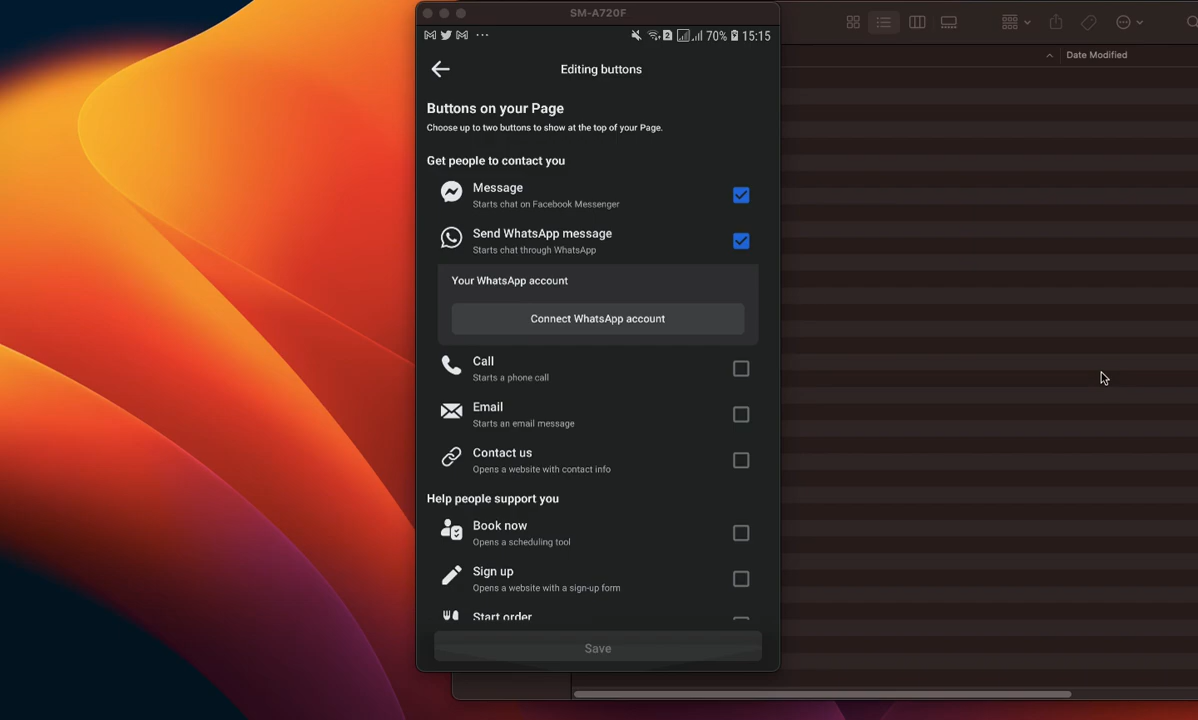 SM-A720F
70% 15:15
Editing buttons
Date Modified
Buttons on your Page
Choose up to two buttons to show at the top of your Page.
Get people to contact you
Message
Starts chat on Facebook Messenger
Send WhatsApp message
Starts chat through WhatsApp
Your WhatsApp account
Connect WhatsApp account
Call
Starts a phone call
Email
Starts an email message
Contact us
Opens a website with contact info
Help people support you
Book now
Opens a scheduling tool
Sign up
Opens a website with a sign-up form
Start order
Save